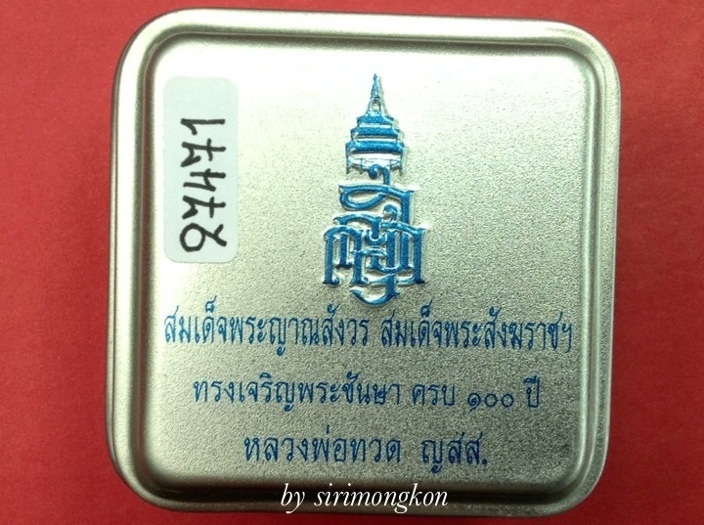 สมเด็จพระญาณสังวร สมเด็จพระสังฆราชฯ
ทรงเจริญพระชันษา ครบ ๑๐๐ ปี
หลวงพ่อทวด ญสส.
by sirimongkon